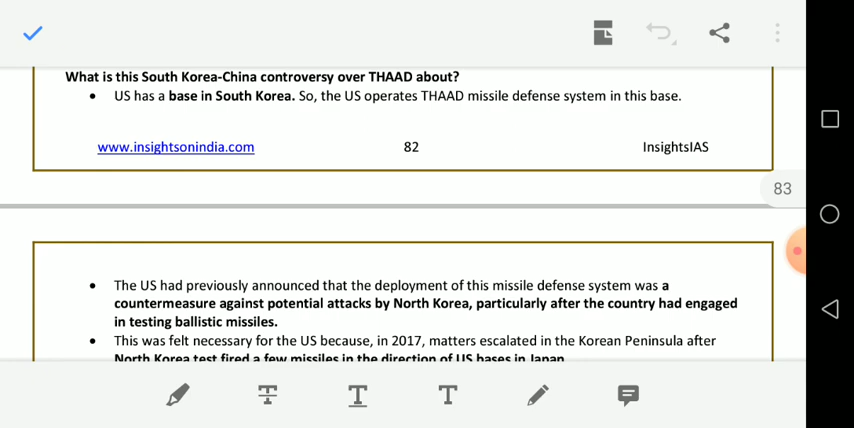 What is this South Korea-China controversy over THAAD about?
• US has a base in South Korea. So, the US operates THAAD missile defense system in this base.
www.insightsonindia.com 82 InsightsIAS
83
• The US had previously announced that the deployment of this missile defense system was a
countermeasure against potential attacks by North Korea, particularly after the country had engaged
in testing ballistic missiles.
• This was felt necessary for the US because, in 2017, matters escalated in the Korean Peninsula after
North Korea test fired a few missiles in the direction of US bases in Japan.